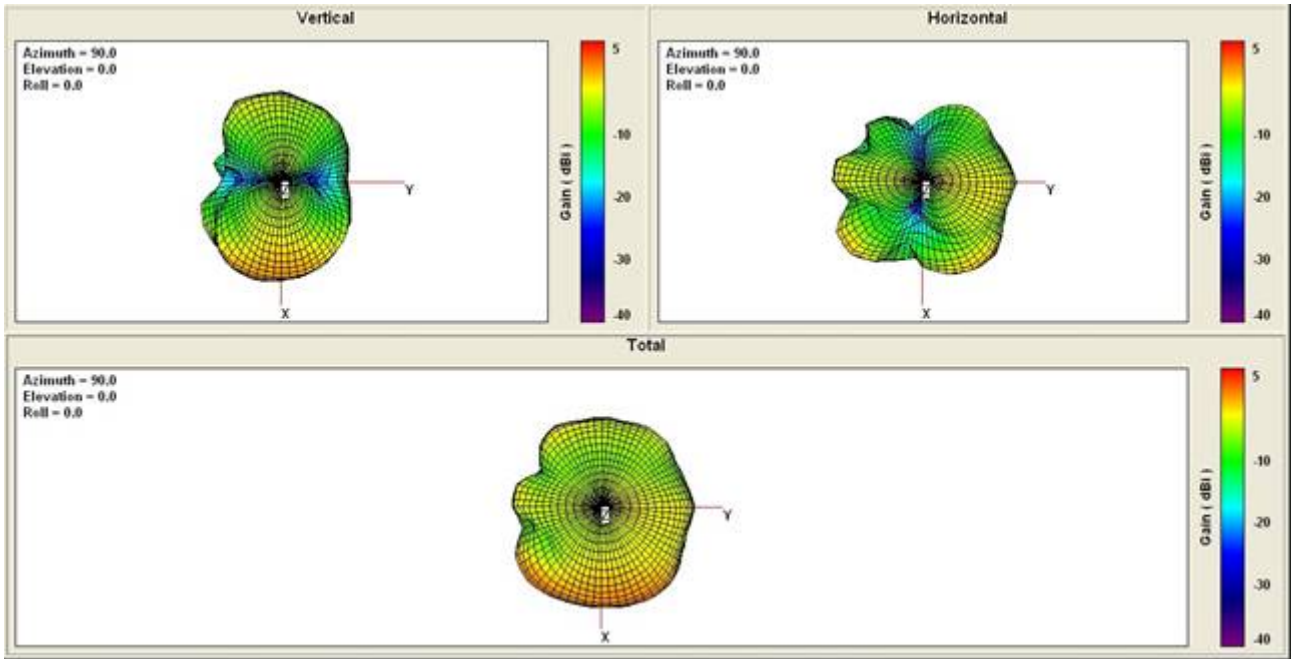 Vertical
Azimuth = 90.0
Elevation = 0.0
Roll = 0.0
Y
X
5
-10
-20
-30
-40
Gain ( dBi )
Horizontal
Azimuth = 90.0
Elevation = 0.0
Roll = 0.0
Y
X
5
-10
-20
-30
-40
Gain ( dBi )
Total
Azimuth = 90.0
Elevation = 0.0
Roll = 0.0
Y
X
5
-10
-20
-30
-40
Gain ( dBi )